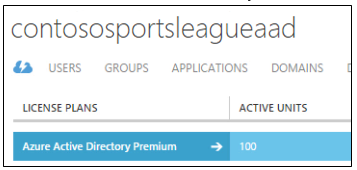 contososportsleagueaad
USERS GROUPS APPLICATIONS DOMAINS
LICENSE PLANS ACTIVE UNITS
Azure Active Directory Premium → 100